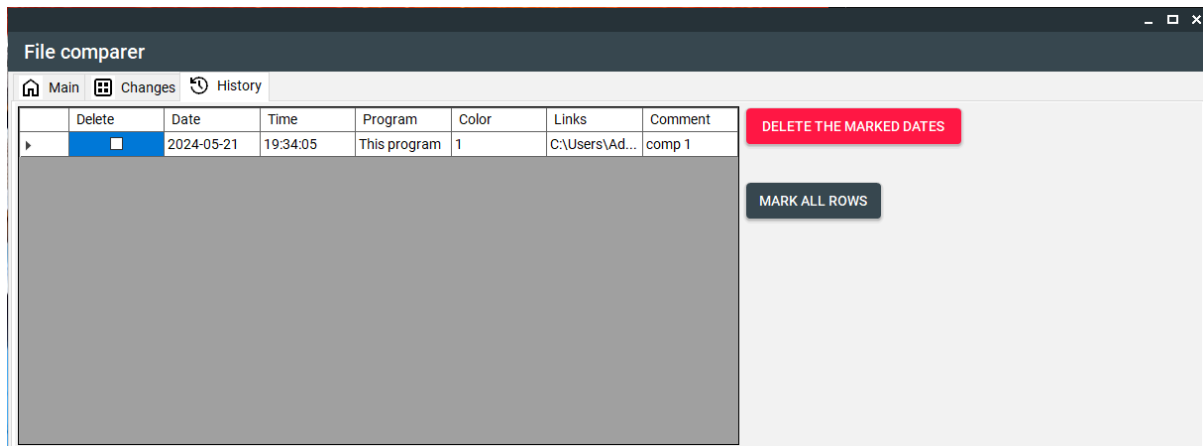 File comparer
Main Changes History
Delete Date Time Program Color Links Comment
2024-05-21 19:34:05 This program 1 C:\Users\Ad... comp 1
DELETE THE MARKED DATES
MARK ALL ROWS